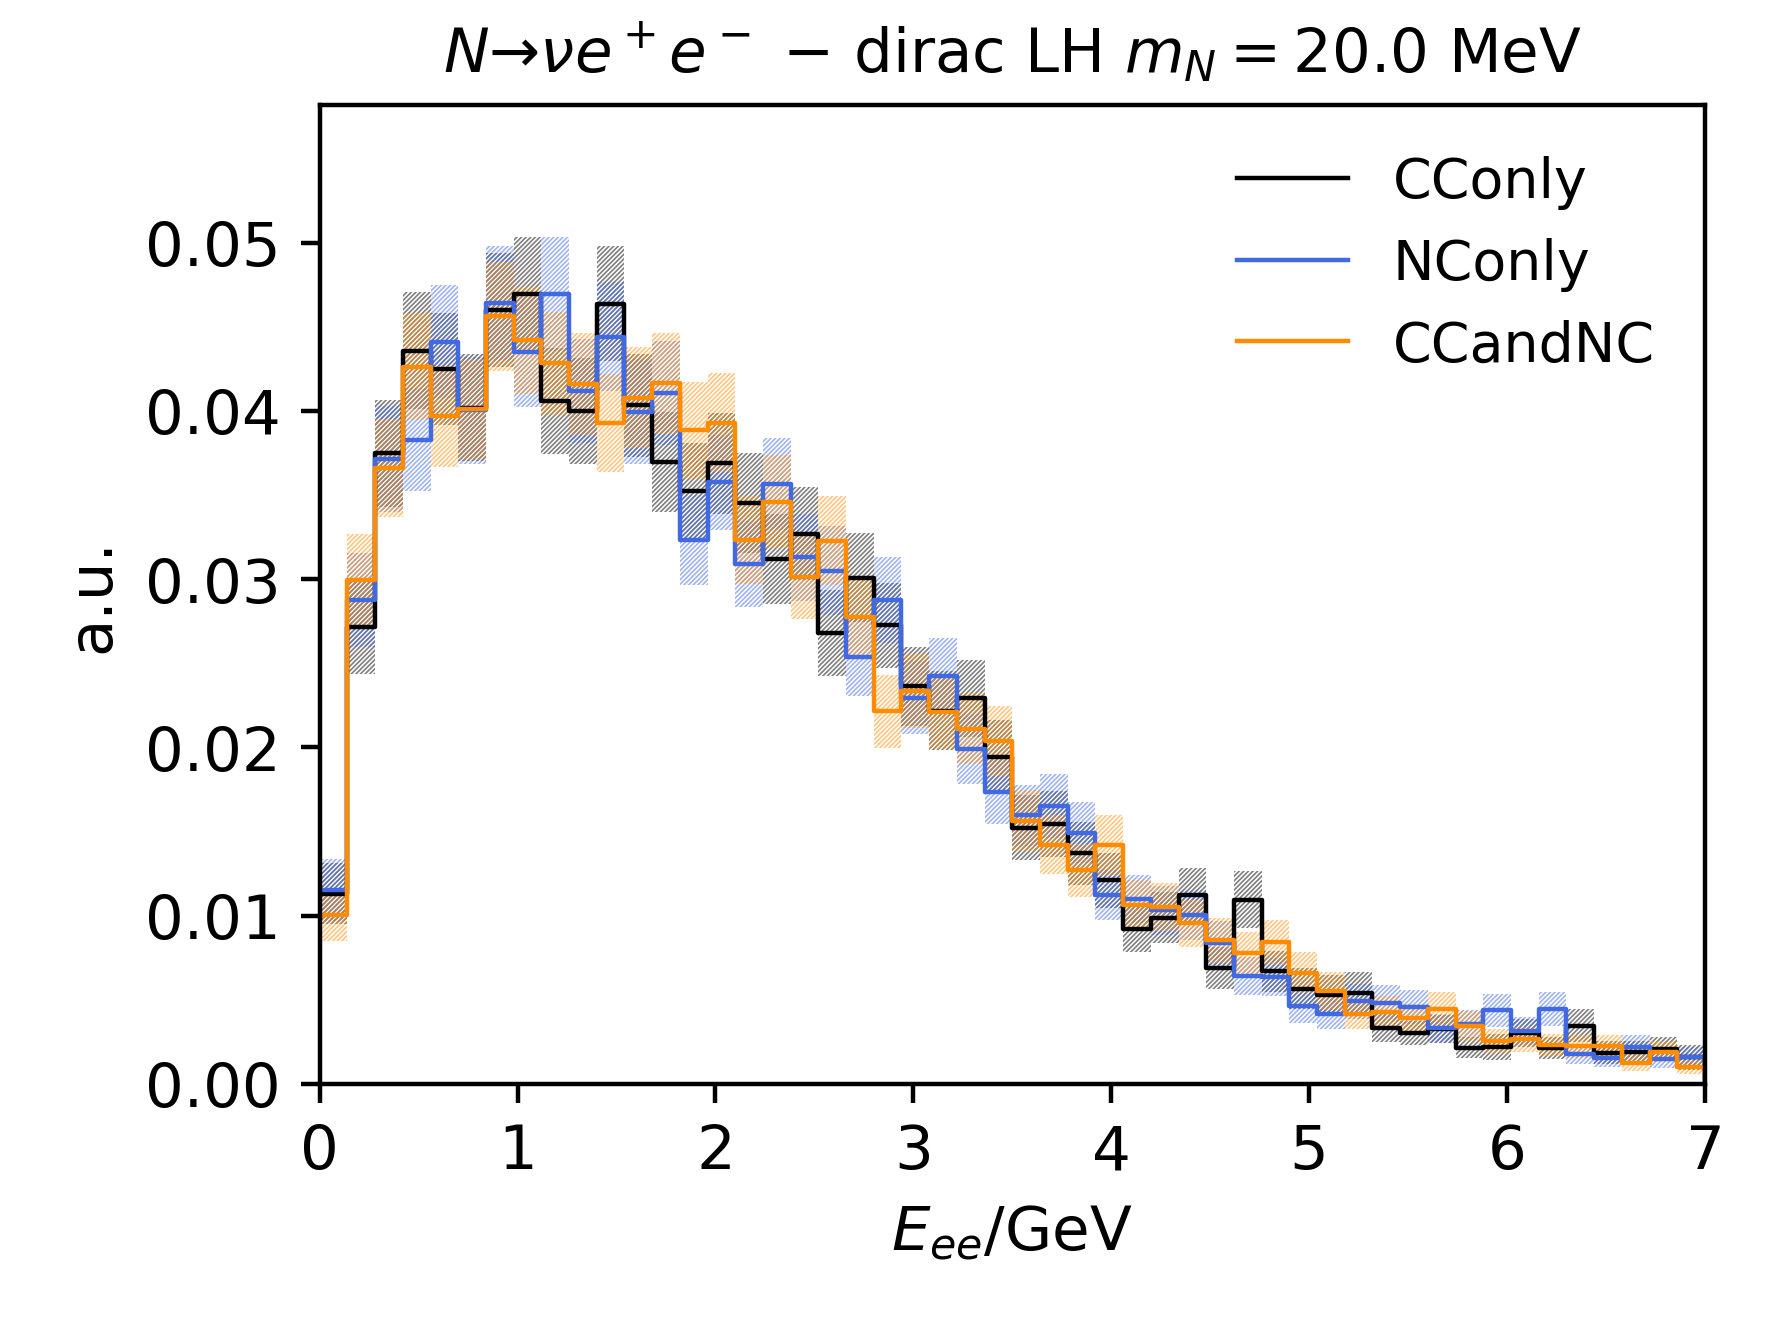 N→νe⁺e⁻ − dirac LH m_N = 20.0 MeV
CConly
NConly
CCandNC
0.05
0.04
0.03
0.02
0.01
0.00
a.u.
0 1 2 3 4 5 6 7
E_ee/GeV